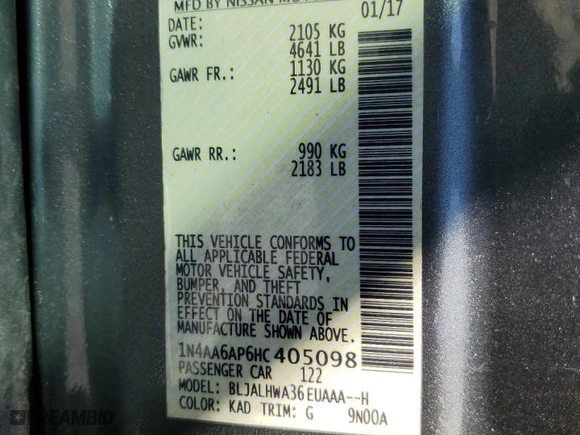 MFD BY NISSAN MOT
DATE: 01/17
GVWR: 2105 KG
4641 LB
GAWR FR.: 1130 KG
2491 LB
GAWR RR.: 990 KG
2183 LB
THIS VEHICLE CONFORMS TO
ALL APPLICABLE FEDERAL
MOTOR VEHICLE SAFETY,
BUMPER, AND THEFT
PREVENTION STANDARDS IN
EFFECT ON THE DATE OF
MANUFACTURE SHOWN ABOVE.
1N4AA6AP6HC405098
PASSENGER CAR 122
MODEL: BLJALHWA36EUAAA--H
COLOR: KAD TRIM: G 9N00A
DREAMBID